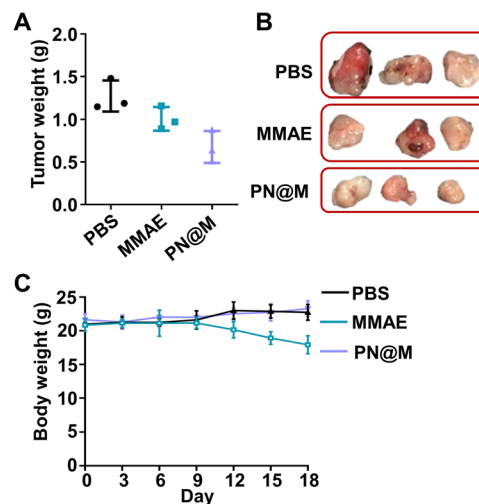 A
Tumor weight (g)
2.0
1.5
1.0
0.5
0.0
PBS
MMAE
PN@M
B
PBS
MMAE
PN@M
C
Body weight (g)
25
20
15
10
5
0
0 3 6 9 12 15 18
Day
PBS
MMAE
PN@M